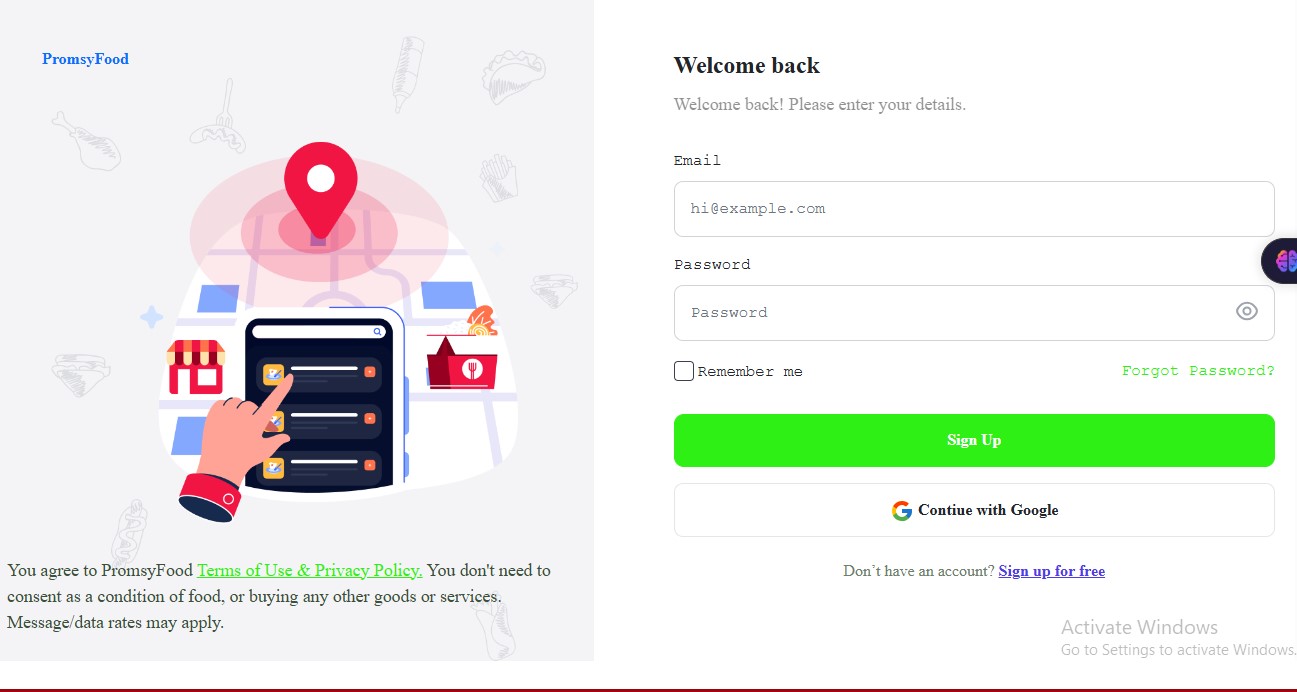 PromsyFood
You agree to PromsyFood Terms of Use & Privacy Policy. You don't need to
consent as a condition of food, or buying any other goods or services.
Message/data rates may apply.
Welcome back
Welcome back! Please enter your details.
Email
hi@example.com
Password
Password
Remember me
Forgot Password?
Sign Up
Contiue with Google
Don’t have an account? Sign up for free
Activate Windows
Go to Settings to activate Windows.